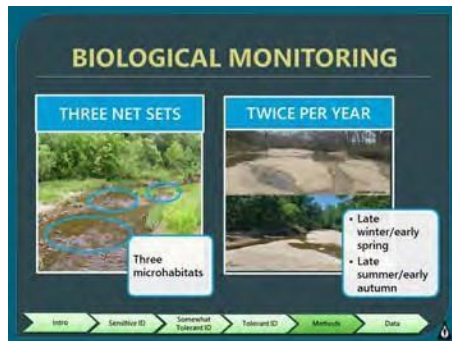 BIOLOGICAL MONITORING
THREE NET SETS
Three
microhabitats
TWICE PER YEAR
• Late
winter/early
spring
• Late
summer/early
autumn
Intro
Sensitive ID
Somewhat
Tolerant ID
Tolerant ID
Methods
Data